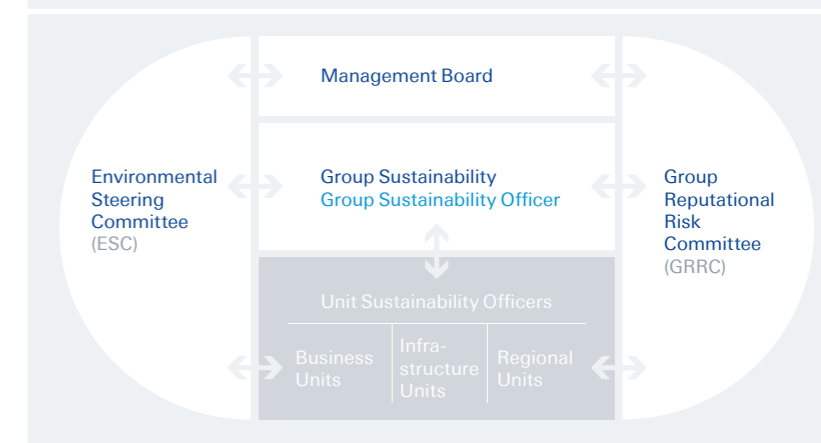 Management Board
Environmental
Steering
Committee
(ESC)
Group Sustainability
Group Sustainability Officer
Group
Reputational
Risk
Committee
(GRRC)
Unit Sustainability Officers
Business
Units
Infra-
structure
Units
Regional
Units